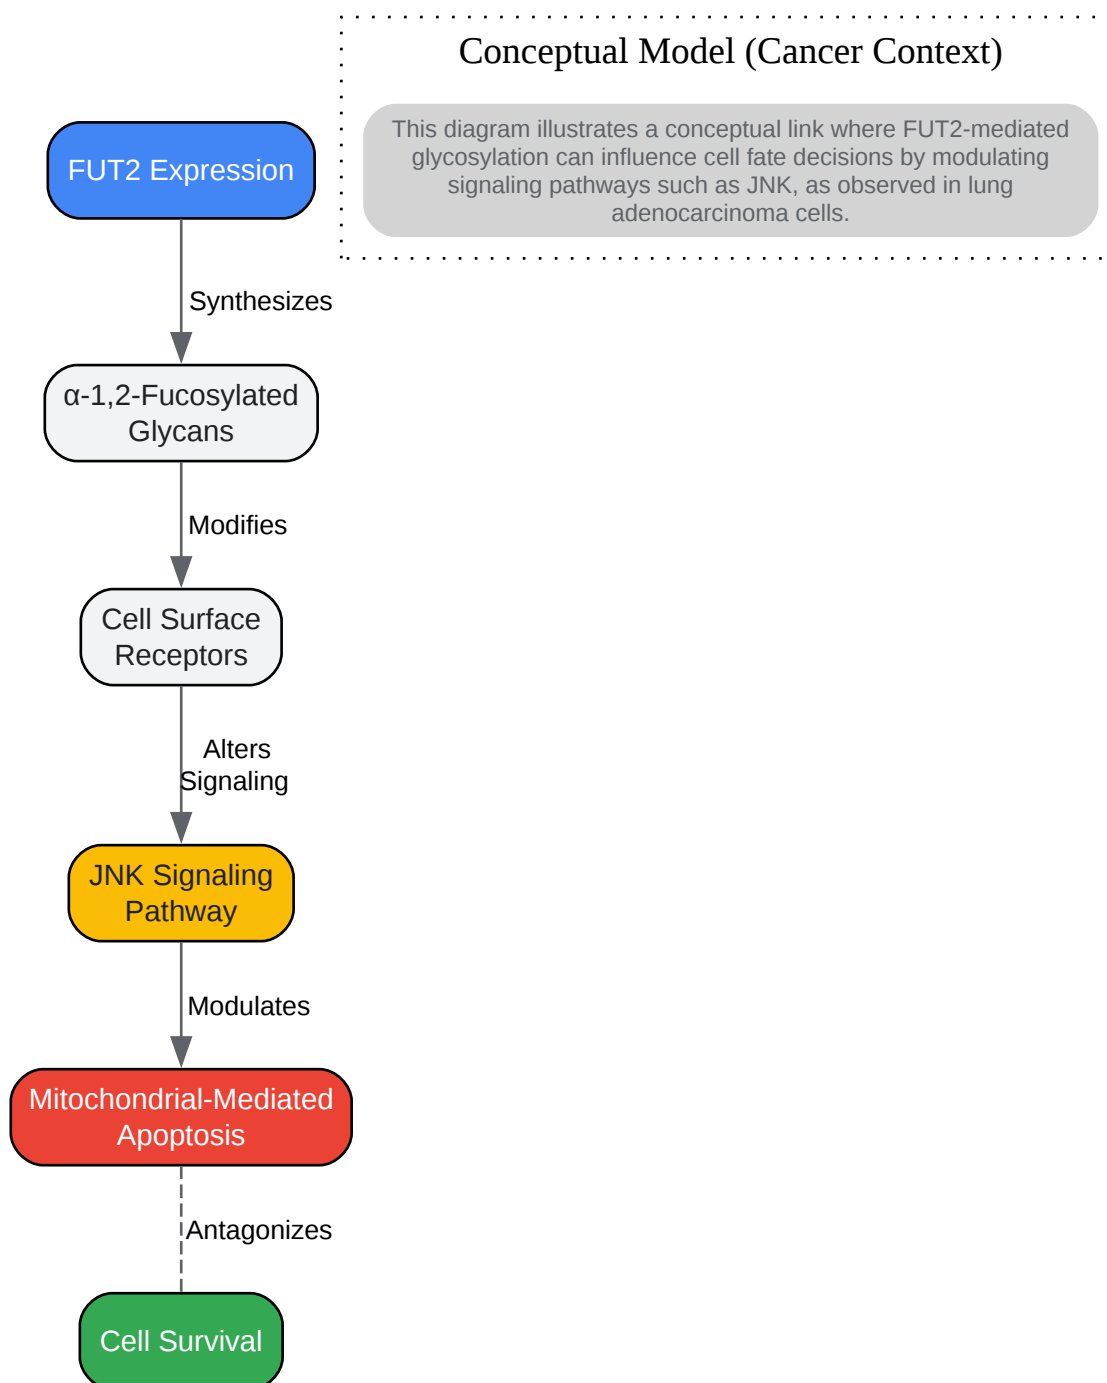 Conceptual Model (Cancer Context)
This diagram illustrates a conceptual link where FUT2-mediated
glycosylation can influence cell fate decisions by modulating
signaling pathways such as JNK, as observed in lung
adenocarcinoma cells.
FUT2 Expression
Synthesizes
α-1,2-Fucosylated
Glycans
Modifies
Cell Surface
Receptors
Alters
Signaling
JNK Signaling
Pathway
Modulates
Mitochondrial-Mediated
Apoptosis
Antagonizes
Cell Survival